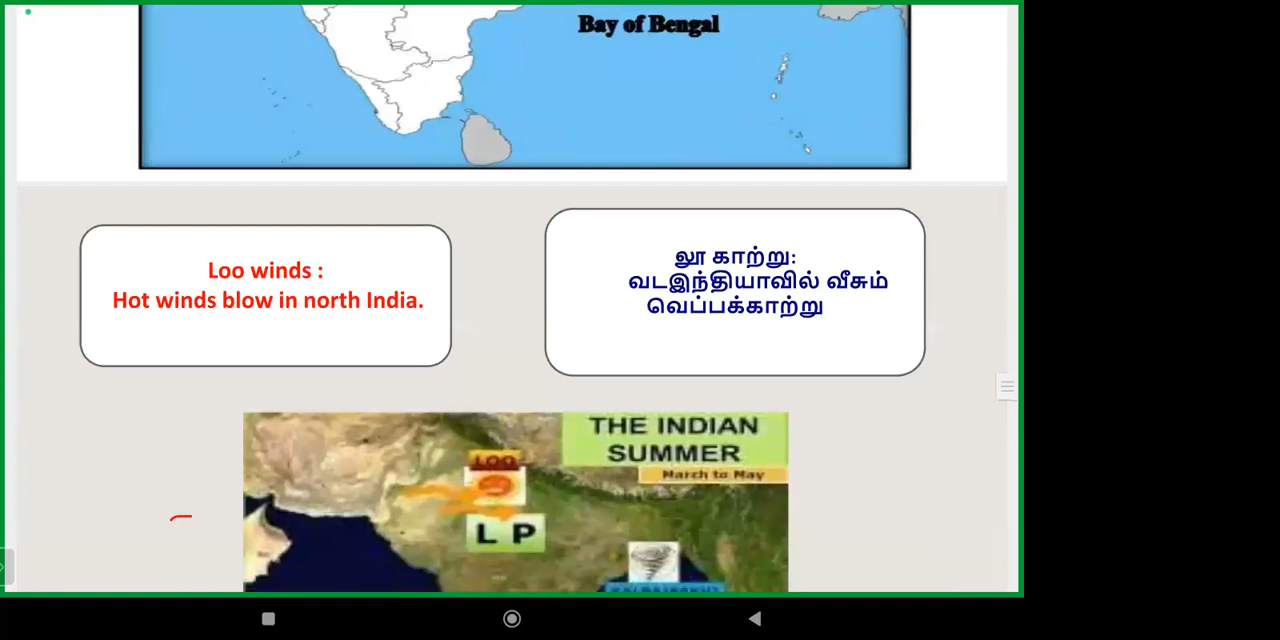 Bay of Bengal
Loo winds :
Hot winds blow in north India.
லூ காற்று:
வடஇந்தியாவில் வீசும்
வெப்பக்காற்று
THE INDIAN
SUMMER
March to May
LOO
L P